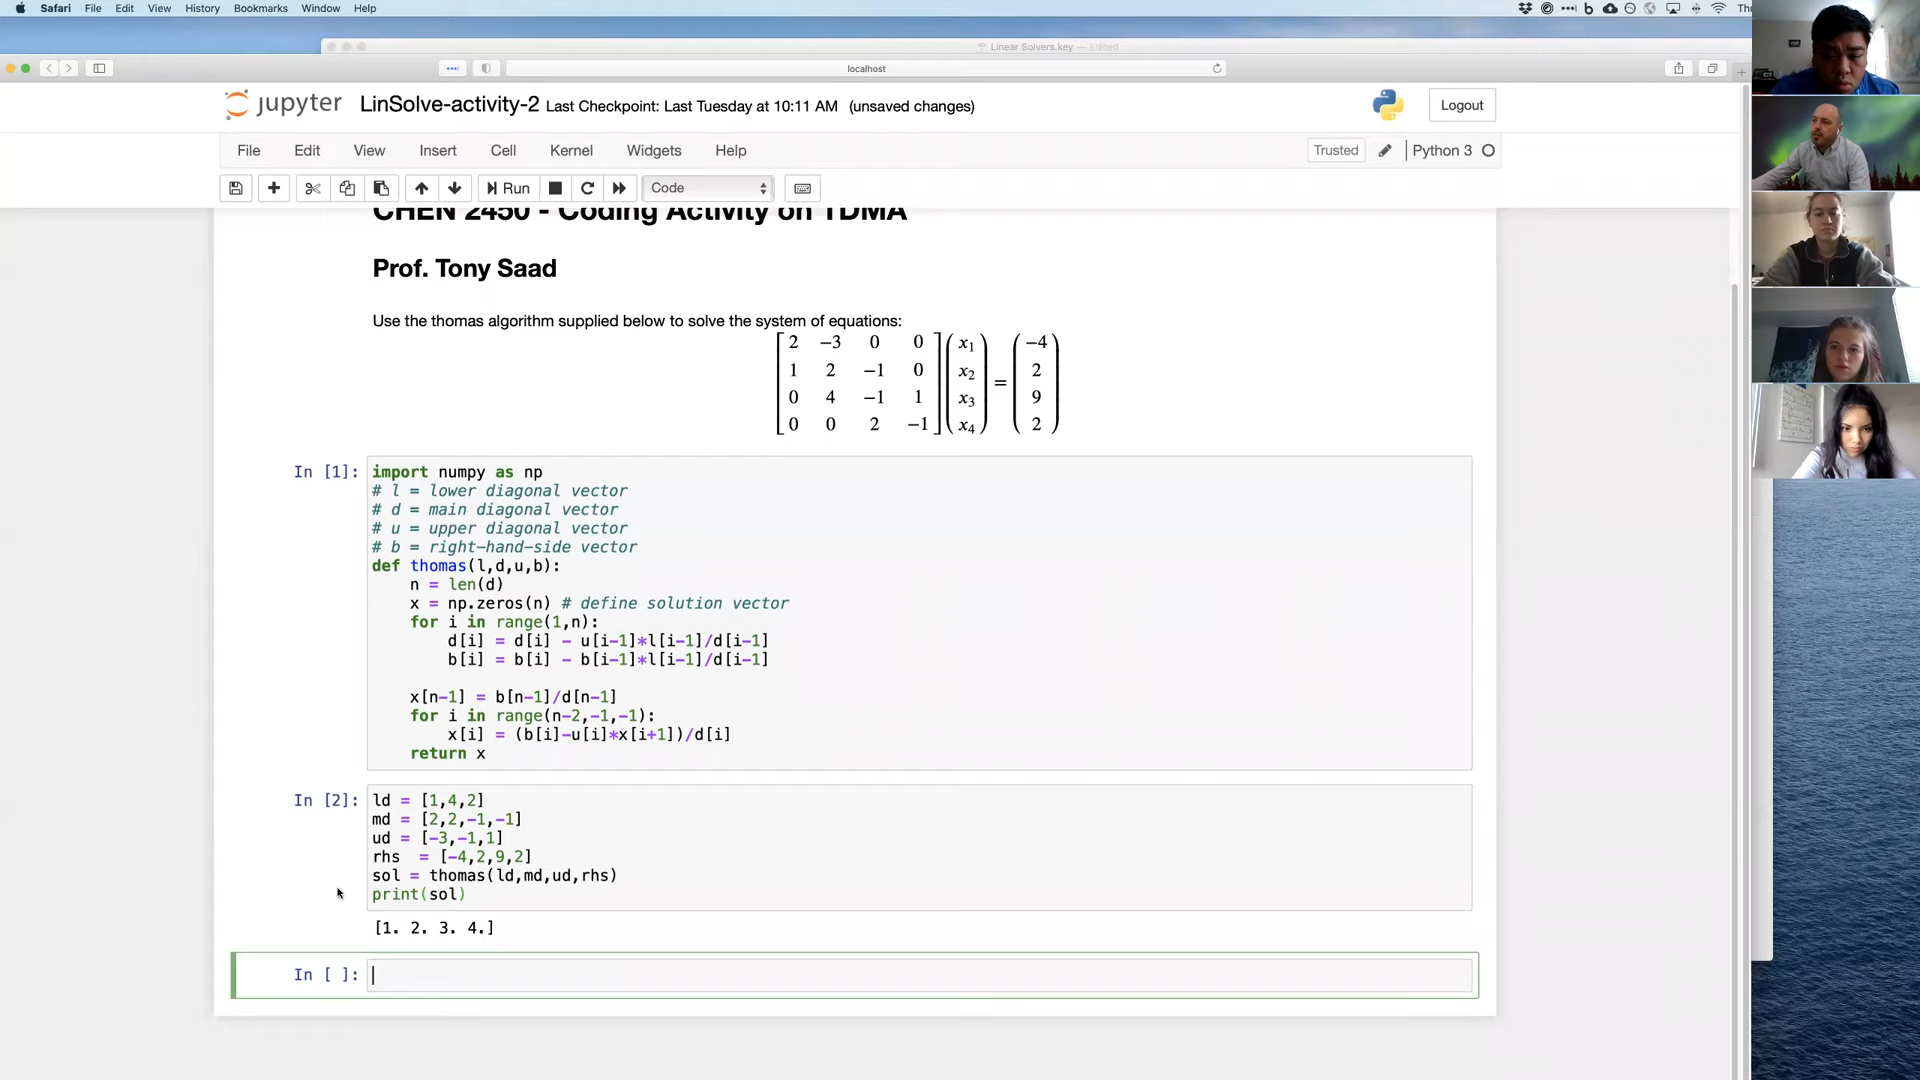 Safari File Edit View History Bookmarks Window Help Thu
Linear Solvers.key — Edited
localhost
jupyter LinSolve-activity-2 Last Checkpoint: Last Tuesday at 10:11 AM (unsaved changes) Logout
File Edit View Insert Cell Kernel Widgets Help Trusted Python 3
Run Code
CHEN 2450 - Coding Activity on TDMA
Prof. Tony Saad
Use the thomas algorithm supplied below to solve the system of equations:
2 −3 0 0 x1 −4
1 2 −1 0 x2 2
=
0 4 −1 1 x3 9
0 0 2 −1 x4 2
In [1]: import numpy as np
# l = lower diagonal vector
# d = main diagonal vector
# u = upper diagonal vector
# b = right-hand-side vector
def thomas(l,d,u,b):
n = len(d)
x = np.zeros(n) # define solution vector
for i in range(1,n):
d[i] = d[i] - u[i-1]*l[i-1]/d[i-1]
b[i] = b[i] - b[i-1]*l[i-1]/d[i-1]
x[n-1] = b[n-1]/d[n-1]
for i in range(n-2,-1,-1):
x[i] = (b[i]-u[i]*x[i+1])/d[i]
return x
In [2]: ld = [1,4,2]
md = [2,2,-1,-1]
ud = [-3,-1,1]
rhs = [-4,2,9,2]
sol = thomas(ld,md,ud,rhs)
print(sol)
[1. 2. 3. 4.]
In [ ]: